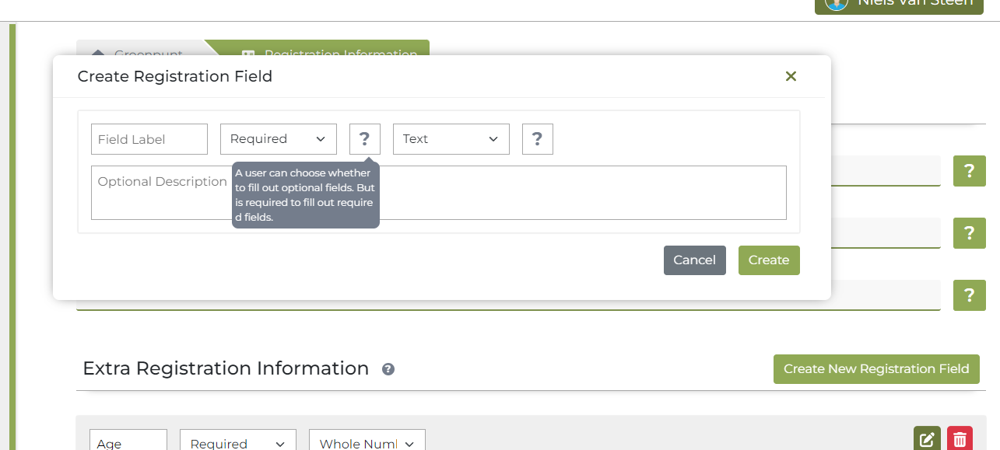 Niels Van Steen
Greenpunt
Registration Information
Create Registration Field
Field Label
Required
?
Text
?
A user can choose whether
to fill out optional fields. But
is required to fill out require
d fields.
Optional Description
Cancel
Create
?
?
?
Extra Registration Information
?
Create New Registration Field
Age
Required
Whole Num